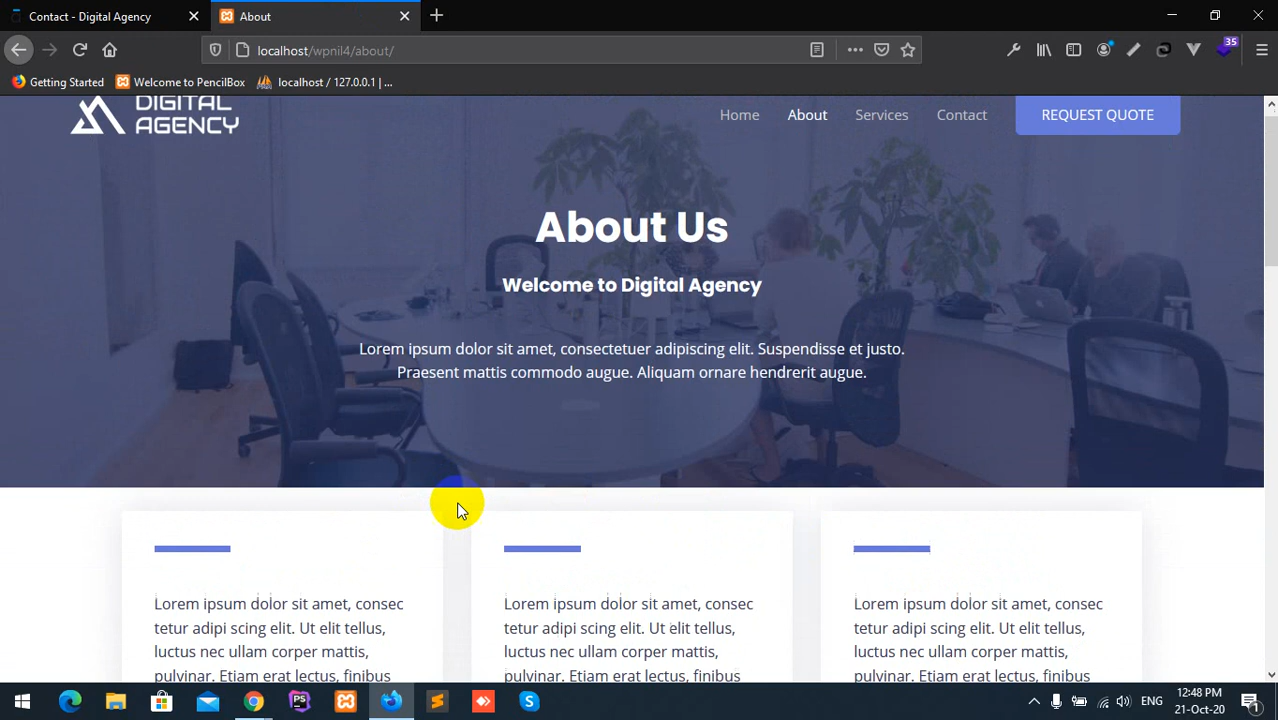 Contact - Digital Agency
About
localhost/wpnil4/about/
35
Getting Started
Welcome to PencilBox
localhost / 127.0.0.1 | ...
DIGITAL
AGENCY
Home
About
Services
Contact
REQUEST QUOTE
About Us
Welcome to Digital Agency
Lorem ipsum dolor sit amet, consectetuer adipiscing elit. Suspendisse et justo.
Praesent mattis commodo augue. Aliquam ornare hendrerit augue.
Lorem ipsum dolor sit amet, consec
tetur adipi scing elit. Ut elit tellus,
luctus nec ullam corper mattis,
pulvinar. Etiam erat lectus, finibus
Lorem ipsum dolor sit amet, consec
tetur adipi scing elit. Ut elit tellus,
luctus nec ullam corper mattis,
pulvinar. Etiam erat lectus, finibus
Lorem ipsum dolor sit amet, consec
tetur adipi scing elit. Ut elit tellus,
luctus nec ullam corper mattis,
pulvinar. Etiam erat lectus, finibus
PS
ENG
12:48 PM
21-Oct-20
1